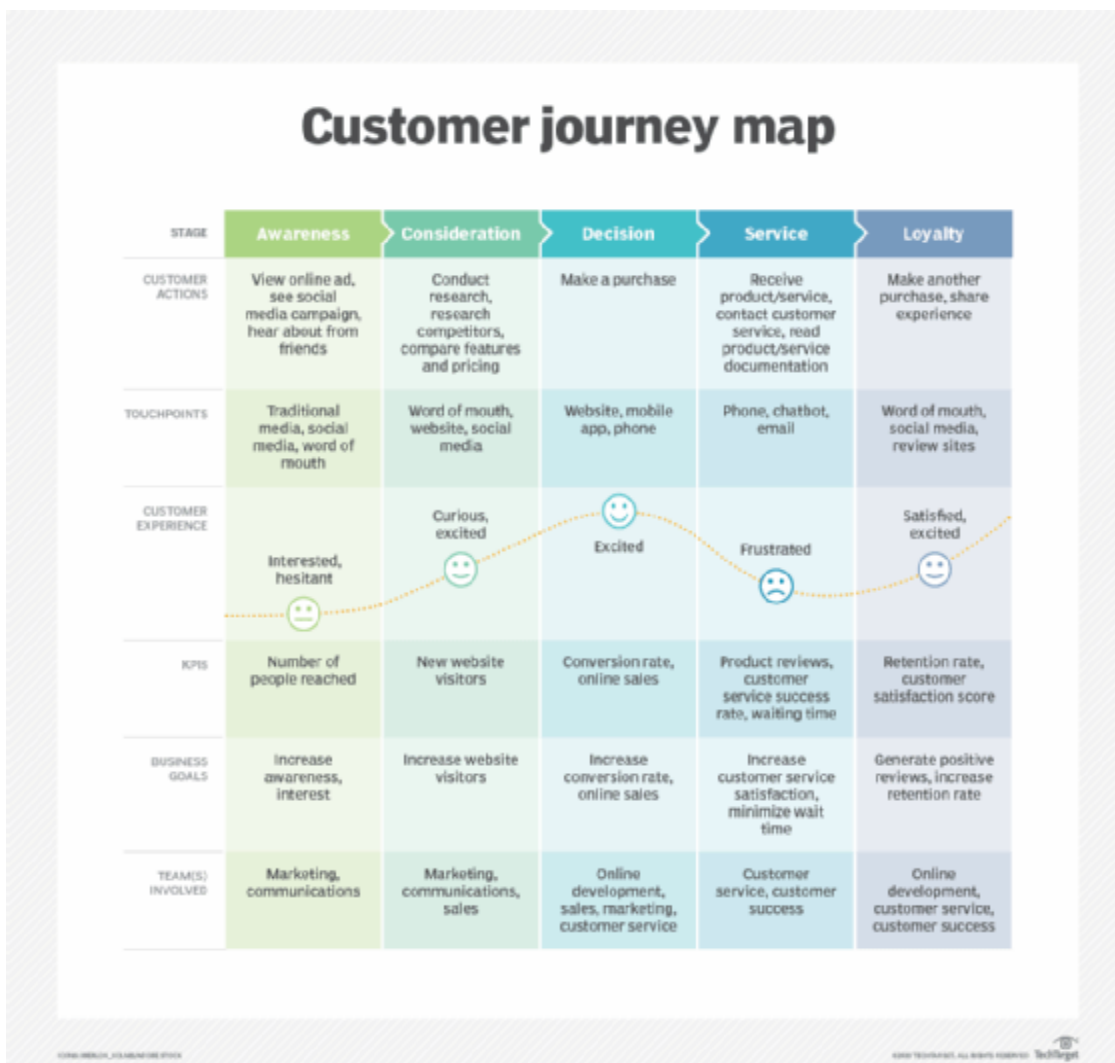 Customer journey map
STAGE
Awareness
Consideration
Decision
Service
Loyalty
CUSTOMER
ACTIONS
View online ad,
see social
media campaign,
hear about from
friends
Conduct
research,
research
competitors,
compare features
and pricing
Make a purchase
Receive
product/service,
contact customer
service, read
product/service
documentation
Make another
purchase, share
experience
TOUCHPOINTS
Traditional
media, social
media, word of
mouth
Word of mouth,
website, social
media
Website, mobile
app, phone
Phone, chatbot,
email
Word of mouth,
social media,
review sites
CUSTOMER
EXPERIENCE
Interested,
hesitant
Curious,
excited
Excited
Frustrated
Satisfied,
excited
KPIS
Number of
people reached
New website
visitors
Conversion rate,
online sales
Product reviews,
customer
service success
rate, waiting time
Retention rate,
customer
satisfaction score
BUSINESS
GOALS
Increase
awareness,
interest
Increase website
visitors
Increase
conversion rate,
online sales
Increase
customer service
satisfaction,
minimize wait
time
Generate positive
reviews, increase
retention rate
TEAM(S)
INVOLVED
Marketing,
communications
Marketing,
communications,
sales
Online
development,
sales, marketing,
customer service
Customer
service, customer
success
Online
development,
customer service,
customer success
TECHTARGET, ALL RIGHTS RESERVED TechTarget